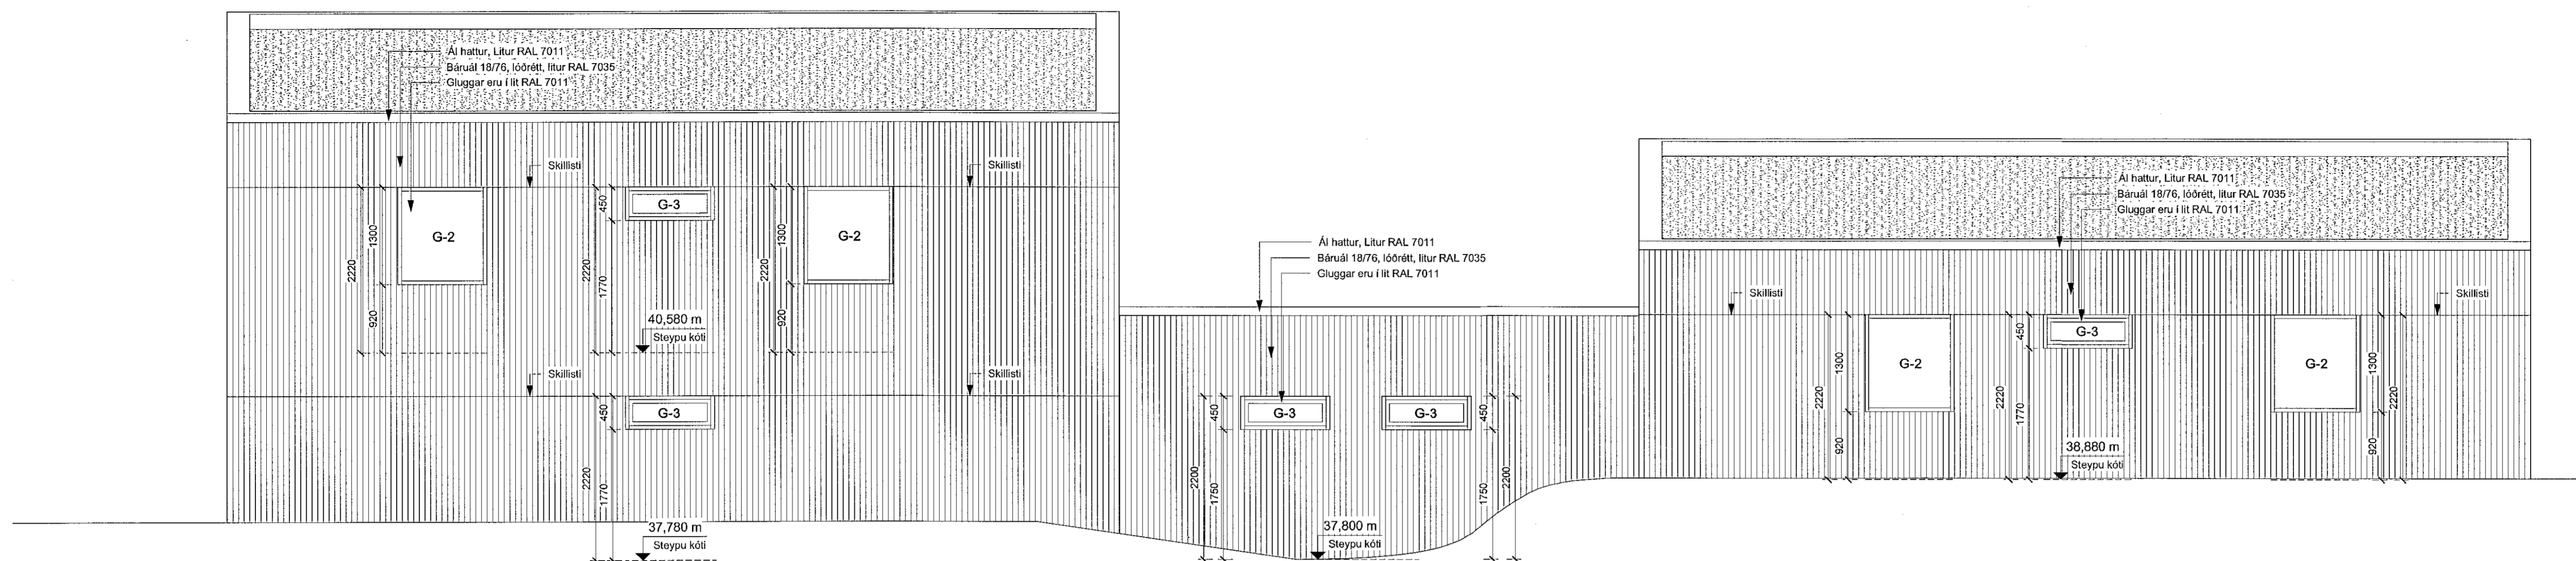 Ál hattur, Litur RAL 7011
Báruál 18/76, lóðrétt, litur RAL 7035
Gluggar eru í lit RAL 7011
Skillisti
Skillisti
G-2
G-3
G-2
2220
1300
920
2220
450
1770
2220
1300
920
40,580 m
Steypu kóti
Skillisti
Skillisti
G-3
2220
450
1770
37,780 m
Steypu kóti
Ál hattur, Litur RAL 7011
Báruál 18/76, lóðrétt, litur RAL 7035
Gluggar eru í lit RAL 7011
G-3
G-3
2200
450
1750
450
1750
2200
37,800 m
Steypu kóti
Ál hattur, Litur RAL 7011
Báruál 18/76, lóðrétt, litur RAL 7035
Gluggar eru í lit RAL 7011
Skillisti
Skillisti
G-2
G-3
G-2
2220
1300
920
2220
450
1770
1300
920
2220
38,880 m
Steypu kóti